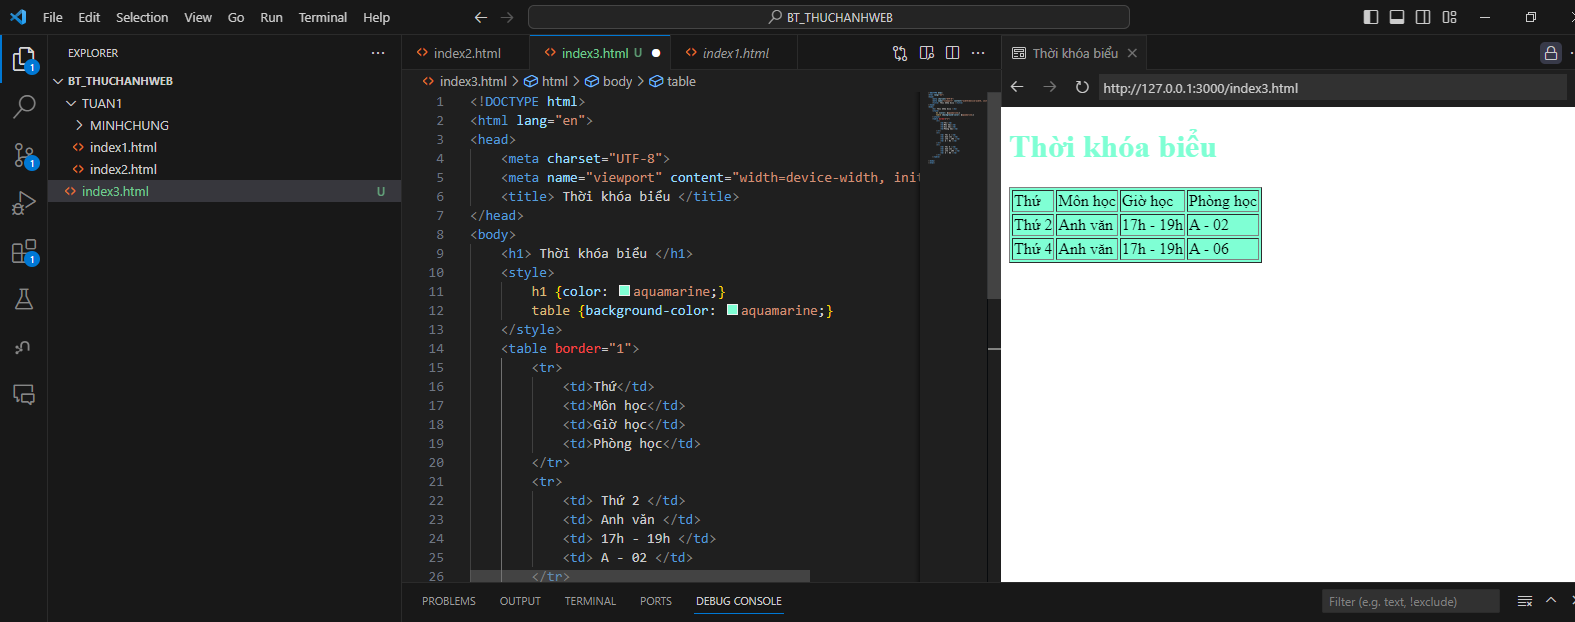 File Edit Selection View Go Run Terminal Help
BT_THUCHANHWEB
EXPLORER
BT_THUCHANHWEB
TUAN1
MINHCHUNG
index1.html
index2.html
index3.html U
1
1
1
index2.html
index3.html U
index1.html
index3.html > html > body > table
1 <!DOCTYPE html>
2 <html lang="en">
3 <head>
4 <meta charset="UTF-8">
5 <meta name="viewport" content="width=device-width, init
6 <title> Thời khóa biểu </title>
7 </head>
8 <body>
9 <h1> Thời khóa biểu </h1>
10 <style>
11 h1 {color: aquamarine;}
12 table {background-color: aquamarine;}
13 </style>
14 <table border="1">
15 <tr>
16 <td>Thứ</td>
17 <td>Môn học</td>
18 <td>Giờ học</td>
19 <td>Phòng học</td>
20 </tr>
21 <tr>
22 <td> Thứ 2 </td>
23 <td> Anh văn </td>
24 <td> 17h - 19h </td>
25 <td> A - 02 </td>
26 </tr>
Thời khóa biểu
http://127.0.0.1:3000/index3.html
Thời khóa biểu
Thứ Môn học Giờ học Phòng học
Thứ 2 Anh văn 17h - 19h A - 02
Thứ 4 Anh văn 17h - 19h A - 06
PROBLEMS OUTPUT TERMINAL PORTS DEBUG CONSOLE
Filter (e.g. text, !exclude)